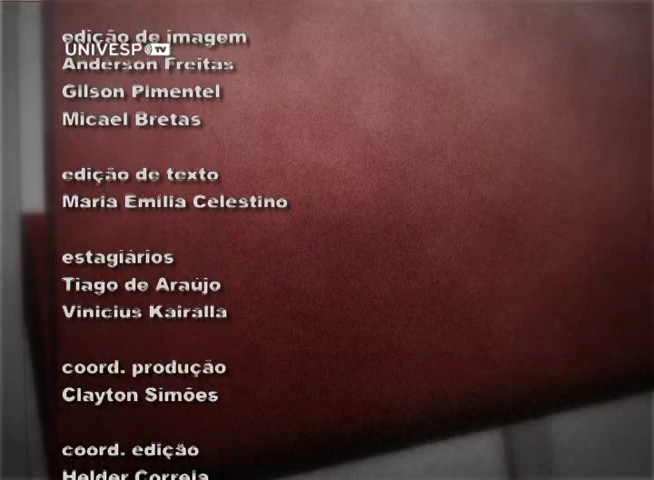 edição de imagem
UNIVESP TV
Anderson Freitas
Gilson Pimentel
Micael Bretas
edição de texto
Maria Emília Celestino
estagiários
Tiago de Araújo
Vinicius Kairalla
coord. produção
Clayton Simões
coord. edição
Helder Correia